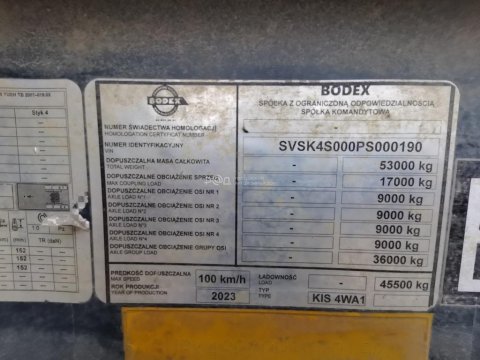 Styk 4
TR (daN)
152
152
152
BODEX
BODEX
SPÓŁKA Z OGRANICZONĄ ODPOWIEDZIALNOŚCIĄ
SPÓŁKA KOMANDYTOWA
NUMER ŚWIADECTWA HOMOLOGACJI
HOMOLOGATION CERTIFICAT NUMBER
-
NUMER IDENTYFIKACYJNY
VIN
SVSK4S000PS000190
DOPUSZCZALNA MASA CAŁKOWITA
TOTAL WEIGHT
- 53000 kg
DOPUSZCZALNE OBCIĄŻENIE SPRZĘ
MAX COUPLING LOAD
- 17000 kg
DOPUSZCZALNE OBCIĄŻENIE OSI NR 1
AXLE LOAD N°1
- 9000 kg
DOPUSZCZALNE OBCIĄŻENIE OSI NR 2
AXLE LOAD N°2
- 9000 kg
DOPUSZCZALNE OBCIĄŻENIE OSI NR 3
AXLE LOAD N°3
- 9000 kg
DOPUSZCZALNE OBCIĄŻENIE OSI NR 4
AXLE LOAD N°4
- 9000 kg
DOPUSZCZALNE OBCIĄŻENIE GRUPY OSI
AXLE GROUP LOAD
- 36000 kg
PRĘDKOŚĆ DOPUSZCZALNA
MAX SPEED
100 km/h
ŁADOWNOŚĆ
LOAD
- 45500 kg
ROK PRODUKCJI
YEAR OF PRODUCTION
2023
TYP
TYPE
KIS 4WA1